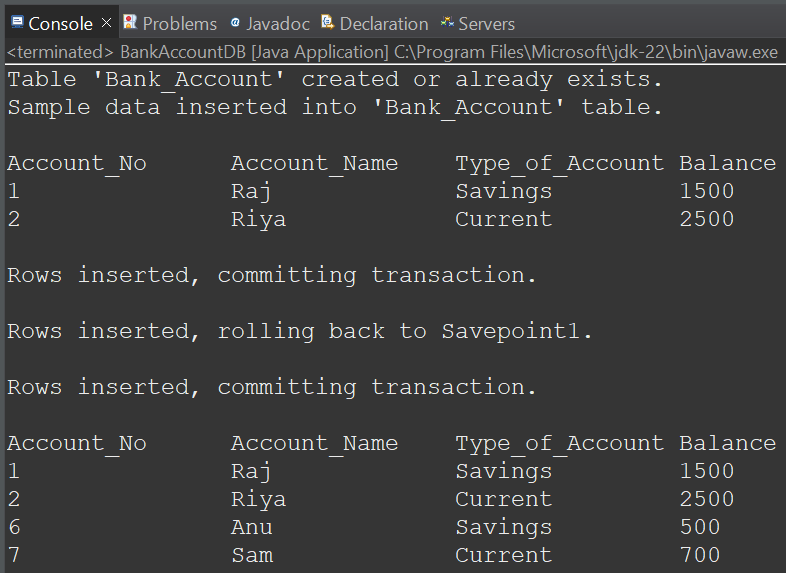 Console Problems @ Javadoc Declaration Servers
<terminated> BankAccountDB [Java Application] C:\Program Files\Microsoft\jdk-22\bin\javaw.exe
Table 'Bank_Account' created or already exists.
Sample data inserted into 'Bank_Account' table.
Account_No Account_Name Type_of_Account Balance
1 Raj Savings 1500
2 Riya Current 2500
Rows inserted, committing transaction.
Rows inserted, rolling back to Savepoint1.
Rows inserted, committing transaction.
Account_No Account_Name Type_of_Account Balance
1 Raj Savings 1500
2 Riya Current 2500
6 Anu Savings 500
7 Sam Current 700